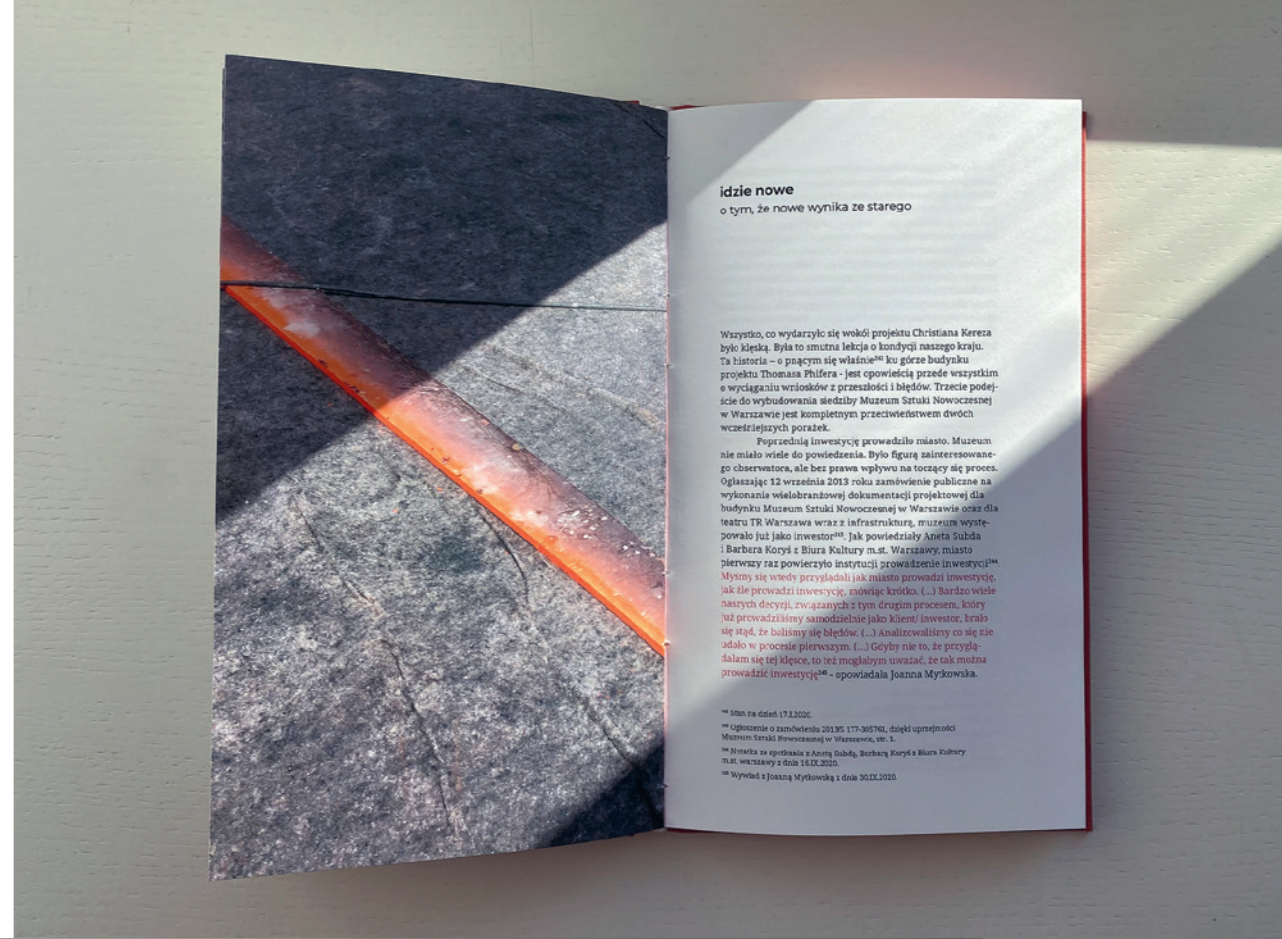 idzie nowe
o tym, że nowe wynika ze starego
Wszystko, co wydarzyło się wokół projektu Christiana Kereza
było klęską. Była to smutna lekcja o kondycji naszego kraju.
Ta historia – o pnącym się właśnie³⁴² ku górze budynku
projektu Thomasa Phifera - jest opowieścią przede wszystkim
o wyciąganiu wniosków z przeszłości i błędów. Trzecie podej-
ście do wybudowania siedziby Muzeum Sztuki Nowoczesnej
w Warszawie jest kompletnym przeciwieństwem dwóch
wcześniejszych porażek.
Poprzednią inwestycję prowadziło miasto. Muzeum
nie miało wiele do powiedzenia. Było figurą zainteresowane-
go obserwatora, ale bez prawa wpływu na toczący się proces.
Ogłaszając 12 września 2013 roku zamówienie publiczne na
wykonanie wielobranżowej dokumentacji projektowej dla
budynku Muzeum Sztuki Nowoczesnej w Warszawie oraz dla
teatru TR Warszawa wraz z infrastrukturą, muzeum wystę-
powało już jako inwestor³⁴³. Jak powiedziały Aneta Subda
i Barbara Koryś z Biura Kultury m.st. Warszawy, miasto
pierwszy raz powierzyło instytucji prowadzenie inwestycji³⁴⁴
Myśmy się wtedy przyglądali jak miasto prowadzi inwestycję,
jak źle prowadzi inwestycję, mówiąc krótko. (...) Bardzo wiele
naszych decyzji, związanych z tym drugim procesem, który
już prowadziliśmy samodzielnie jako klient/ inwestor, brało
się stąd, że baliśmy się błędów. (...) Analizowaliśmy co się nie
udało w procesie pierwszym. (...) Gdyby nie to, że przyglą-
dałam się tej klęsce, to też mogłabym uważać, że tak można
prowadzić inwestycję³⁴⁵ - opowiadała Joanna Mytkowska.
³⁴² Stan na dzień 17.I.2020.
³⁴³ Ogłoszenie o zamówieniu 2013/S 177-305761, dzięki uprzejmości
Muzeum Sztuki Nowoczesnej w Warszawie, str. 1.
³⁴⁴ Notatka ze spotkania z Anetą Subdą, Barbarą Koryś z Biura Kultury
m.st. warszawy z dnia 16.IX.2020.
³⁴⁵ Wywiad z Joanną Mytkowską z dnia 30.IX.2020.